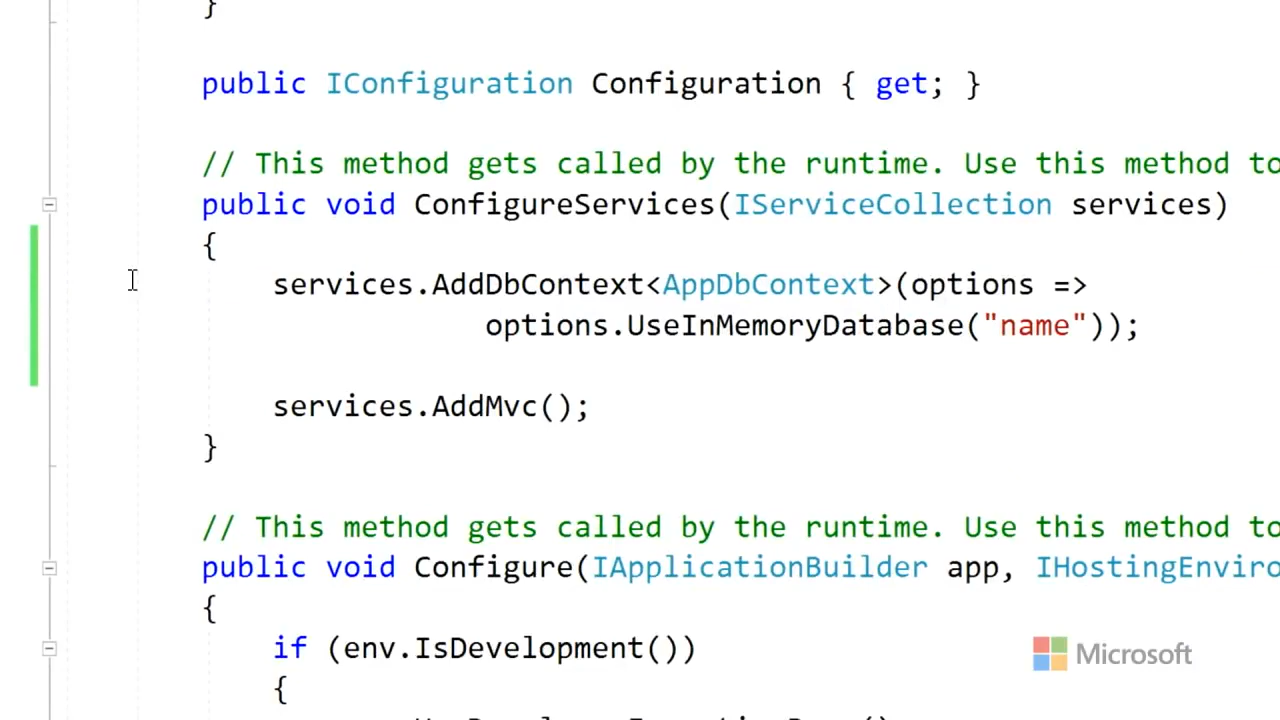 }
public IConfiguration Configuration { get; }
// This method gets called by the runtime. Use this method to
public void ConfigureServices(IServiceCollection services)
{
services.AddDbContext<AppDbContext>(options =>
options.UseInMemoryDatabase("name"));
services.AddMvc();
}
// This method gets called by the runtime. Use this method to
public void Configure(IApplicationBuilder app, IHostingEnviro
{
if (env.IsDevelopment())
{
Microsoft